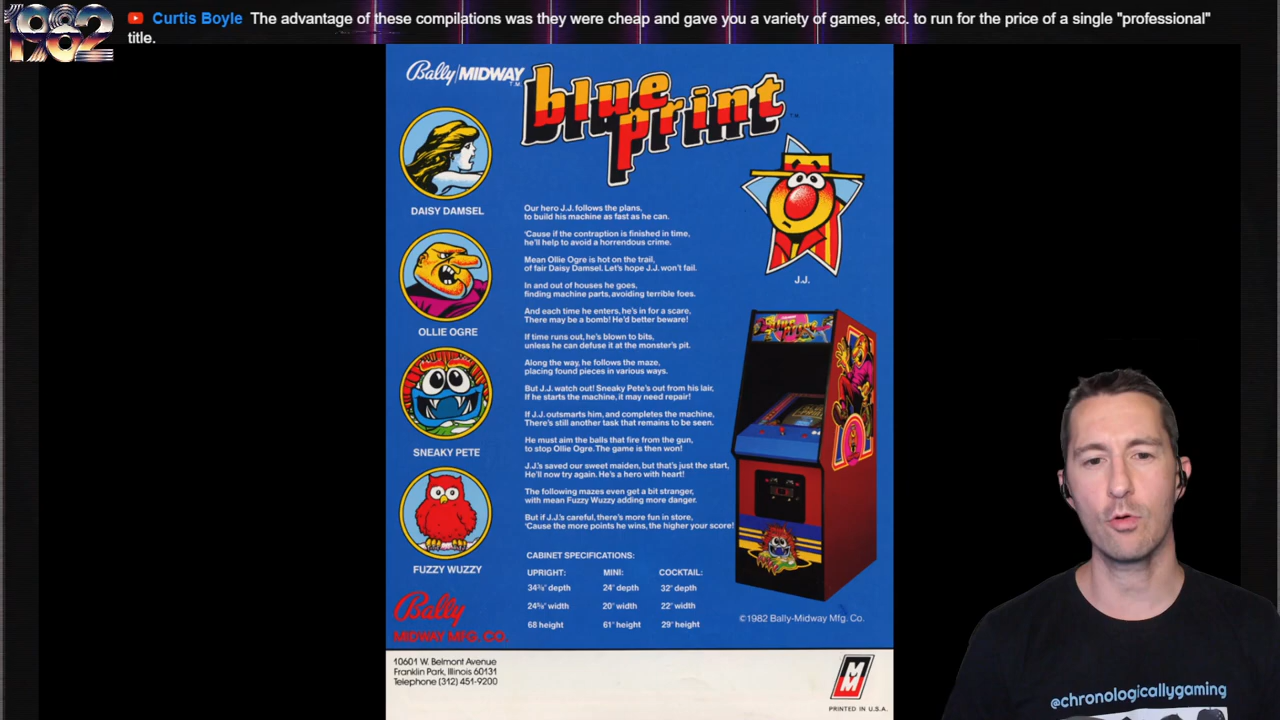 1982
Curtis Boyle The advantage of these compilations was they were cheap and gave you a variety of games, etc. to run for the price of a single "professional"
title.
Bally/MIDWAY
T.M.
blue
print
T.M.
DAISY DAMSEL
OLLIE OGRE
SNEAKY PETE
FUZZY WUZZY
J.J.
Our hero J.J. follows the plans,
to build his machine as fast as he can.
'Cause if the contraption is finished in time,
he'll help to avoid a horrendous crime.
Mean Ollie Ogre is hot on the trail,
of fair Daisy Damsel. Let's hope J.J. won't fail.
In and out of houses he goes,
finding machine parts, avoiding terrible foes.
And each time he enters, he's in for a scare,
There may be a bomb! He'd better beware!
If time runs out, he's blown to bits,
unless he can defuse it at the monster's pit.
Along the way, he follows the maze,
placing found pieces in various ways.
But J.J. watch out! Sneaky Pete's out from his lair,
If he starts the machine, it may need repair!
If J.J. outsmarts him, and completes the machine,
There's still another task that remains to be seen.
He must aim the balls that fire from the gun,
to stop Ollie Ogre. The game is then won!
J.J.'s saved our sweet maiden, but that's just the start,
He'll now try again. He's a hero with heart!
The following mazes even get a bit stranger,
with mean Fuzzy Wuzzy adding more danger.
But if J.J.'s careful, there's more fun in store,
'Cause the more points he wins, the higher your score!
Blue Print
CABINET SPECIFICATIONS:
UPRIGHT: MINI: COCKTAIL:
34⅝" depth 24" depth 32" depth
24⅝" width 20" width 22" width
68 height 61" height 29" height
©1982 Bally-Midway Mfg. Co.
Bally
MIDWAY MFG. CO.
10601 W. Belmont Avenue
Franklin Park, Illinois 60131
Telephone (312) 451-9200
PRINTED IN U.S.A.
@chronologicallygaming